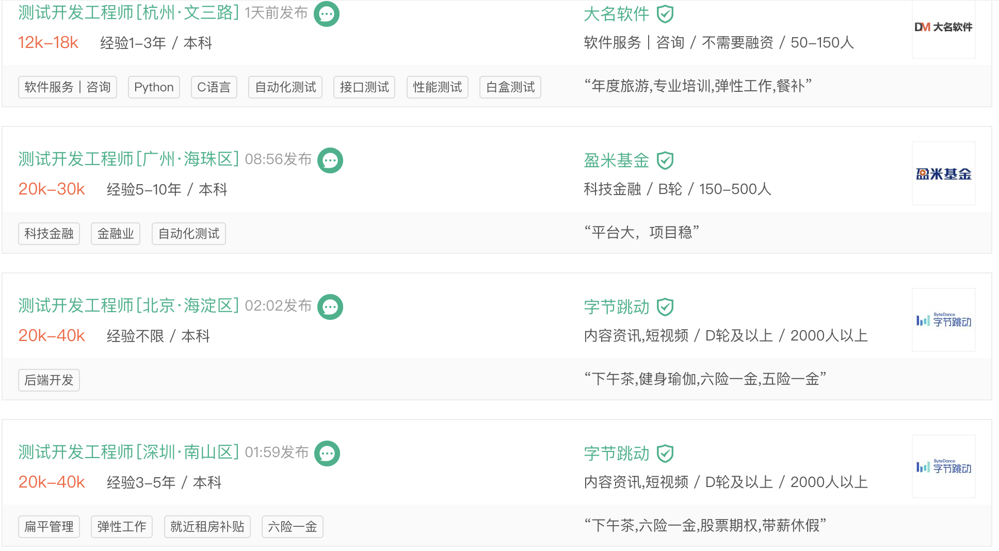 测试开发工程师[杭州·文三路] 1天前发布
大名软件
12k-18k 经验1-3年 / 本科
软件服务｜咨询 / 不需要融资 / 50-150人
DM 大名软件
软件服务｜咨询 Python C语言 自动化测试 接口测试 性能测试 白盒测试
“年度旅游,专业培训,弹性工作,餐补”
测试开发工程师[广州·海珠区] 08:56发布
盈米基金
20k-30k 经验5-10年 / 本科
科技金融 / B轮 / 150-500人
盈米基金
科技金融 金融业 自动化测试
“平台大，项目稳”
测试开发工程师[北京·海淀区] 02:02发布
字节跳动
20k-40k 经验不限 / 本科
内容资讯,短视频 / D轮及以上 / 2000人以上
ByteDance
字节跳动
后端开发
“下午茶,健身瑜伽,六险一金,五险一金”
测试开发工程师[深圳·南山区] 01:59发布
字节跳动
20k-40k 经验3-5年 / 本科
内容资讯,短视频 / D轮及以上 / 2000人以上
ByteDance
字节跳动
扁平管理 弹性工作 就近租房补贴 六险一金
“下午茶,六险一金,股票期权,带薪休假”